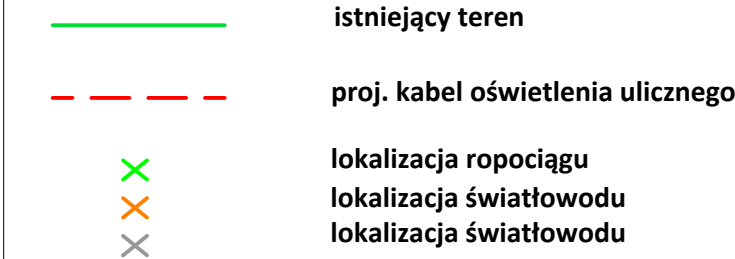 istniejący teren
proj. kabel oświetlenia ulicznego
lokalizacja ropociągu
lokalizacja światłowodu
lokalizacja światłowodu